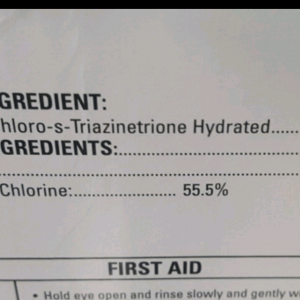 GREDIENT:
hloro-s-Triazinetrione Hydrated......
GREDIENTS:........................................
.....................................................................
Chlorine:......................... 55.5%
FIRST AID
• Hold eye open and rinse slowly and gently w